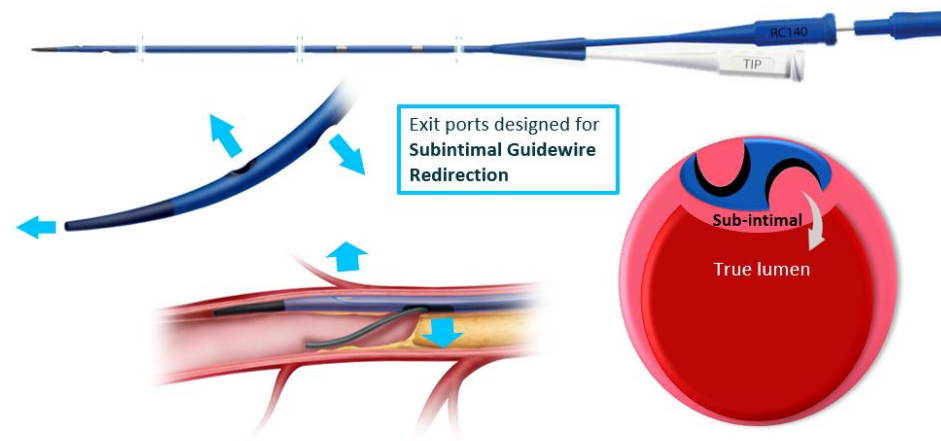 RC140
TIP
Exit ports designed for
Subintimal Guidewire
Redirection
Sub-intimal
True lumen